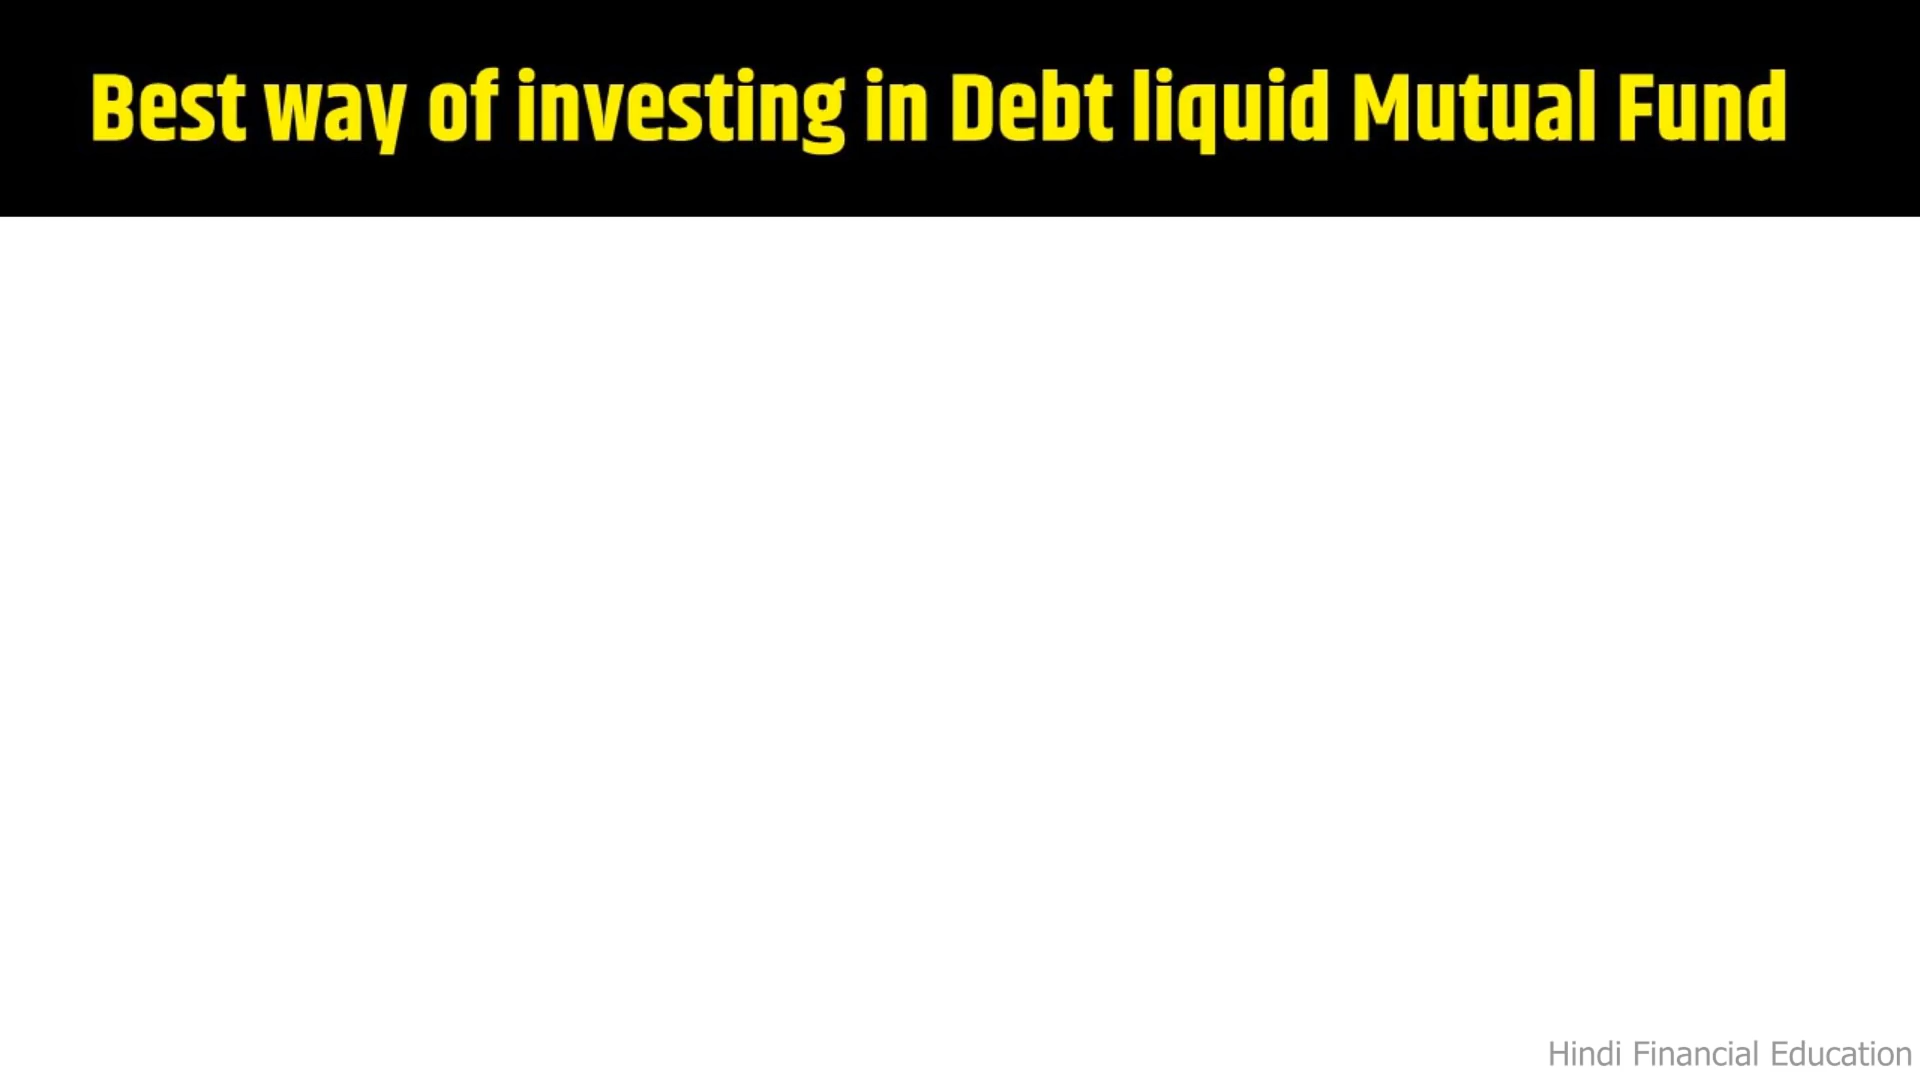 Best way of investing in Debt liquid Mutual Fund
Hindi Financial Education